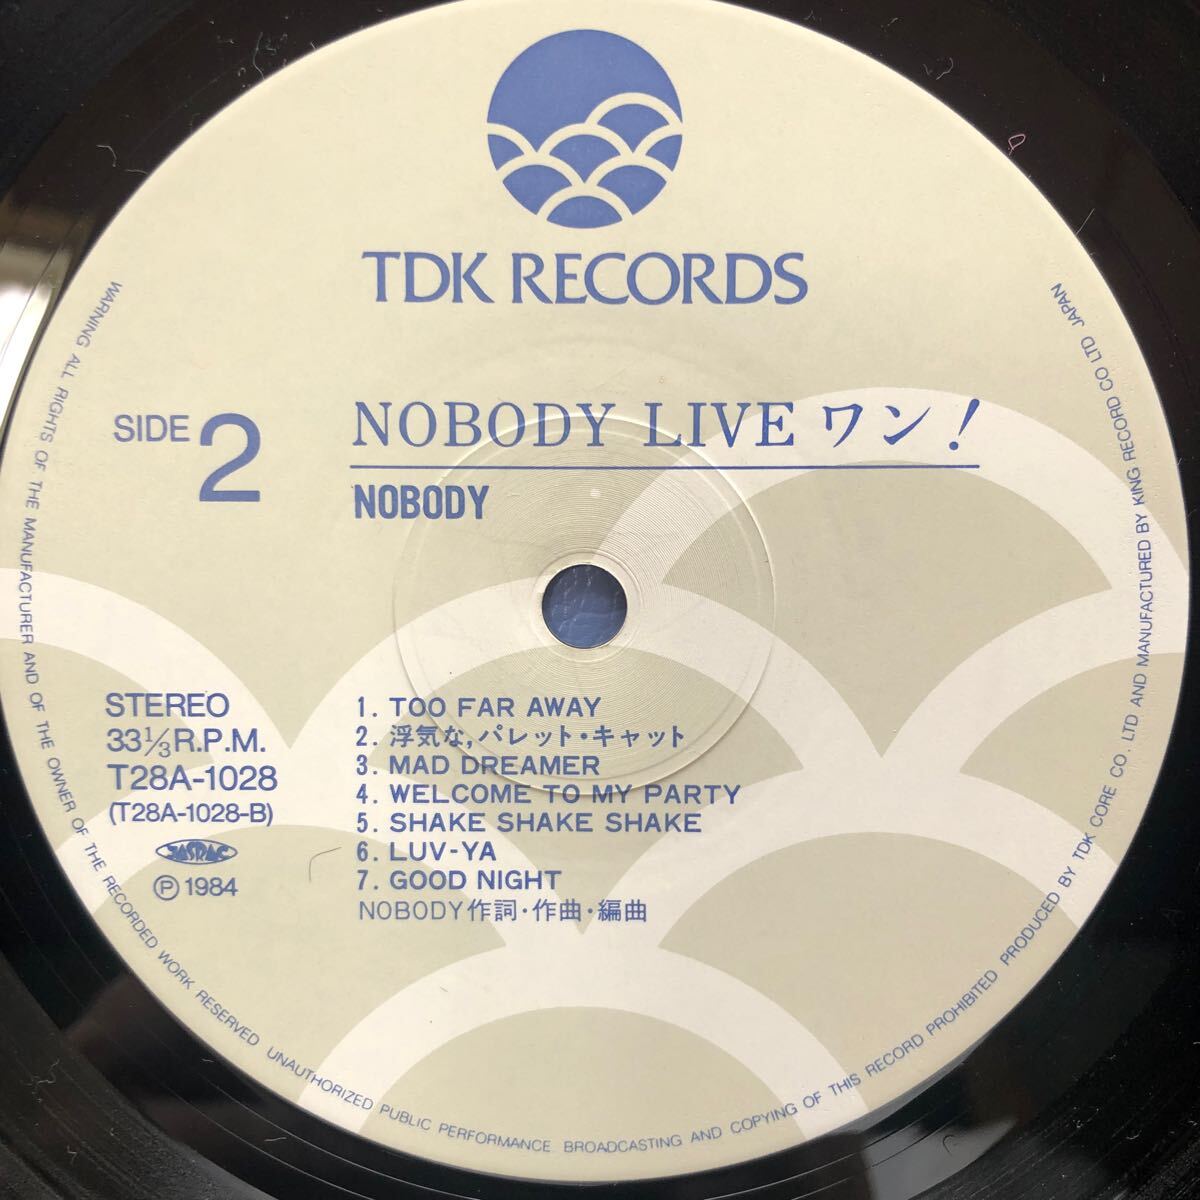 TDK RECORDS
SIDE 2
NOBODY LIVE ワン!
NOBODY
STEREO
33⅓ R.P.M.
T28A-1028
(T28A-1028-B)
JASRAC
Ⓟ 1984
1. TOO FAR AWAY
2. 浮気な,パレット・キャット
3. MAD DREAMER
4. WELCOME TO MY PARTY
5. SHAKE SHAKE SHAKE
6. LUV-YA
7. GOOD NIGHT
NOBODY作詞・作曲・編曲
WARNING ALL RIGHTS OF THE MANUFACTURER AND OF THE OWNER OF THE RECORDED WORK RESERVED UNAUTHORIZED PUBLIC PERFORMANCE BROADCASTING AND COPYING OF THIS RECORD PROHIBITED PRODUCED BY TDK CORE CO. LTD AND MANUFACTURED BY KING RECORD CO LTD JAPAN